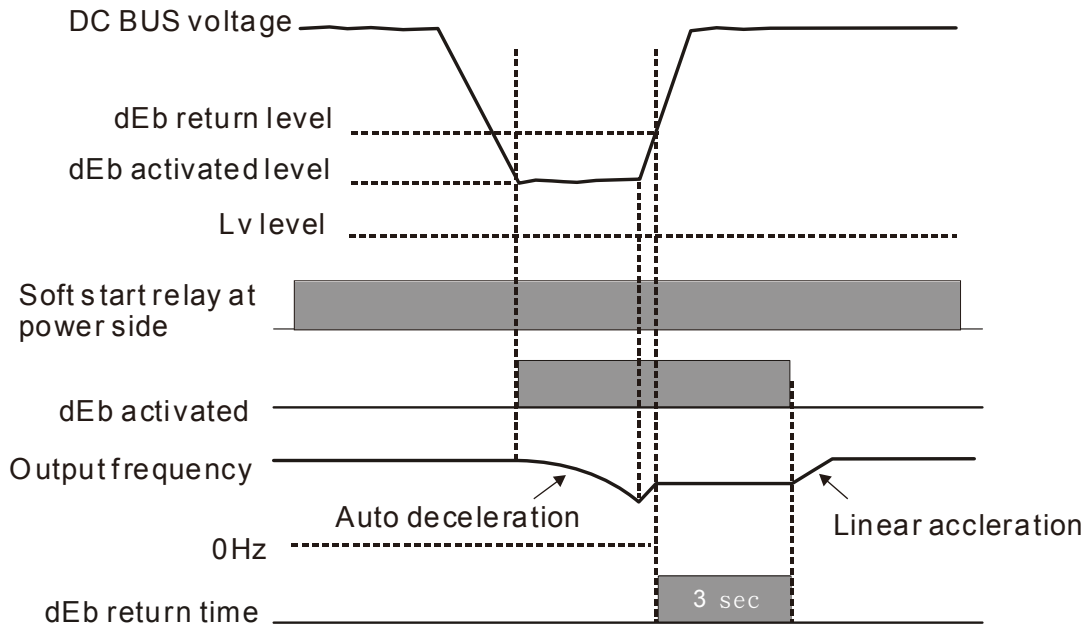 DC BUS voltage
dEb return level
dEb activated level
Lv level
Soft start relay at
power side
dEb activated
Output frequency
Auto deceleration
Linear accleration
0Hz
3 sec
dEb return time